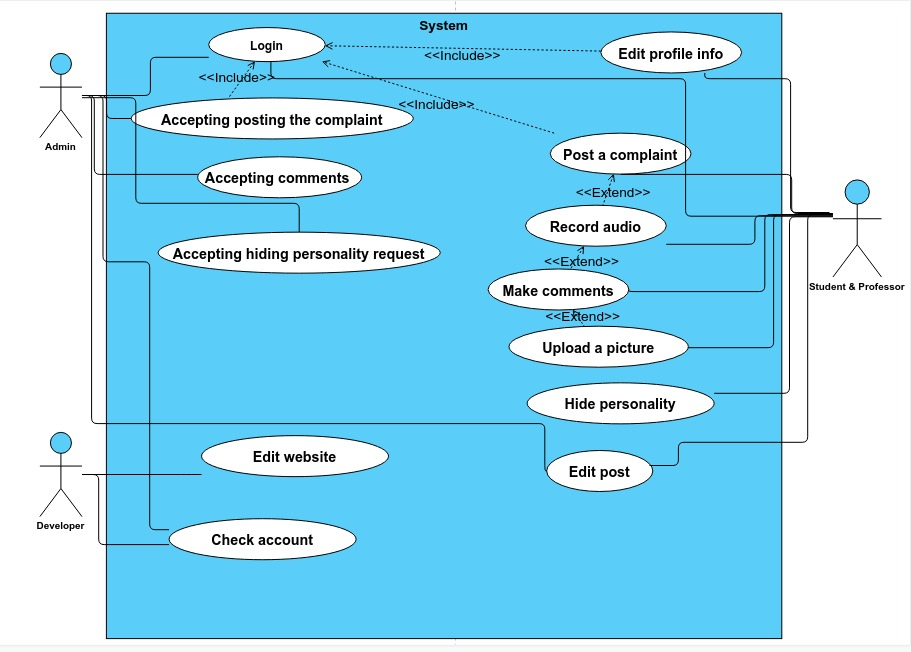 System
Login
Edit profile info
<<Include>>
<<Include>>
<<Include>>
Accepting posting the complaint
Admin
Post a complaint
Accepting comments
<<Extend>>
Record audio
Accepting hiding personality request
<<Extend>>
Student & Professor
Make comments
<<Extend>>
Upload a picture
Hide personality
Edit website
Edit post
Developer
Check account